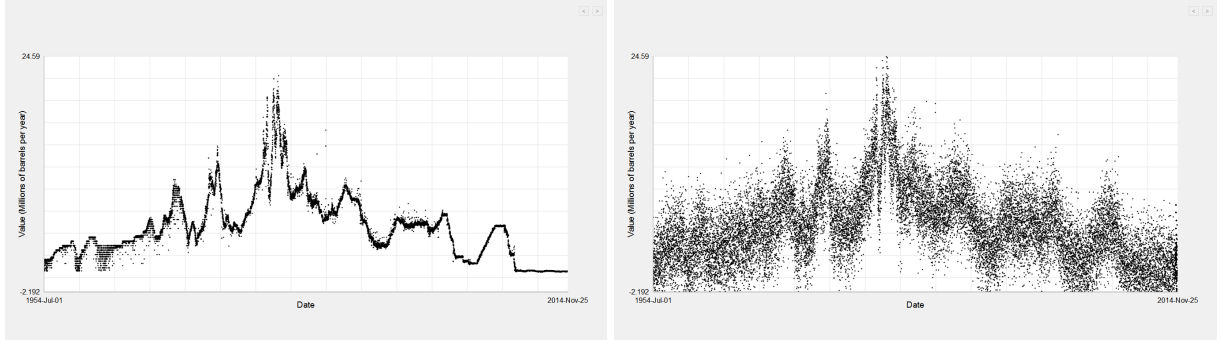 24.59
Value (Millions of barrels per year)
-2.192
1954-Jul-01
Date
2014-Nov-25
24.59
Value (Millions of barrels per year)
-2.192
1954-Jul-01
Date
2014-Nov-25